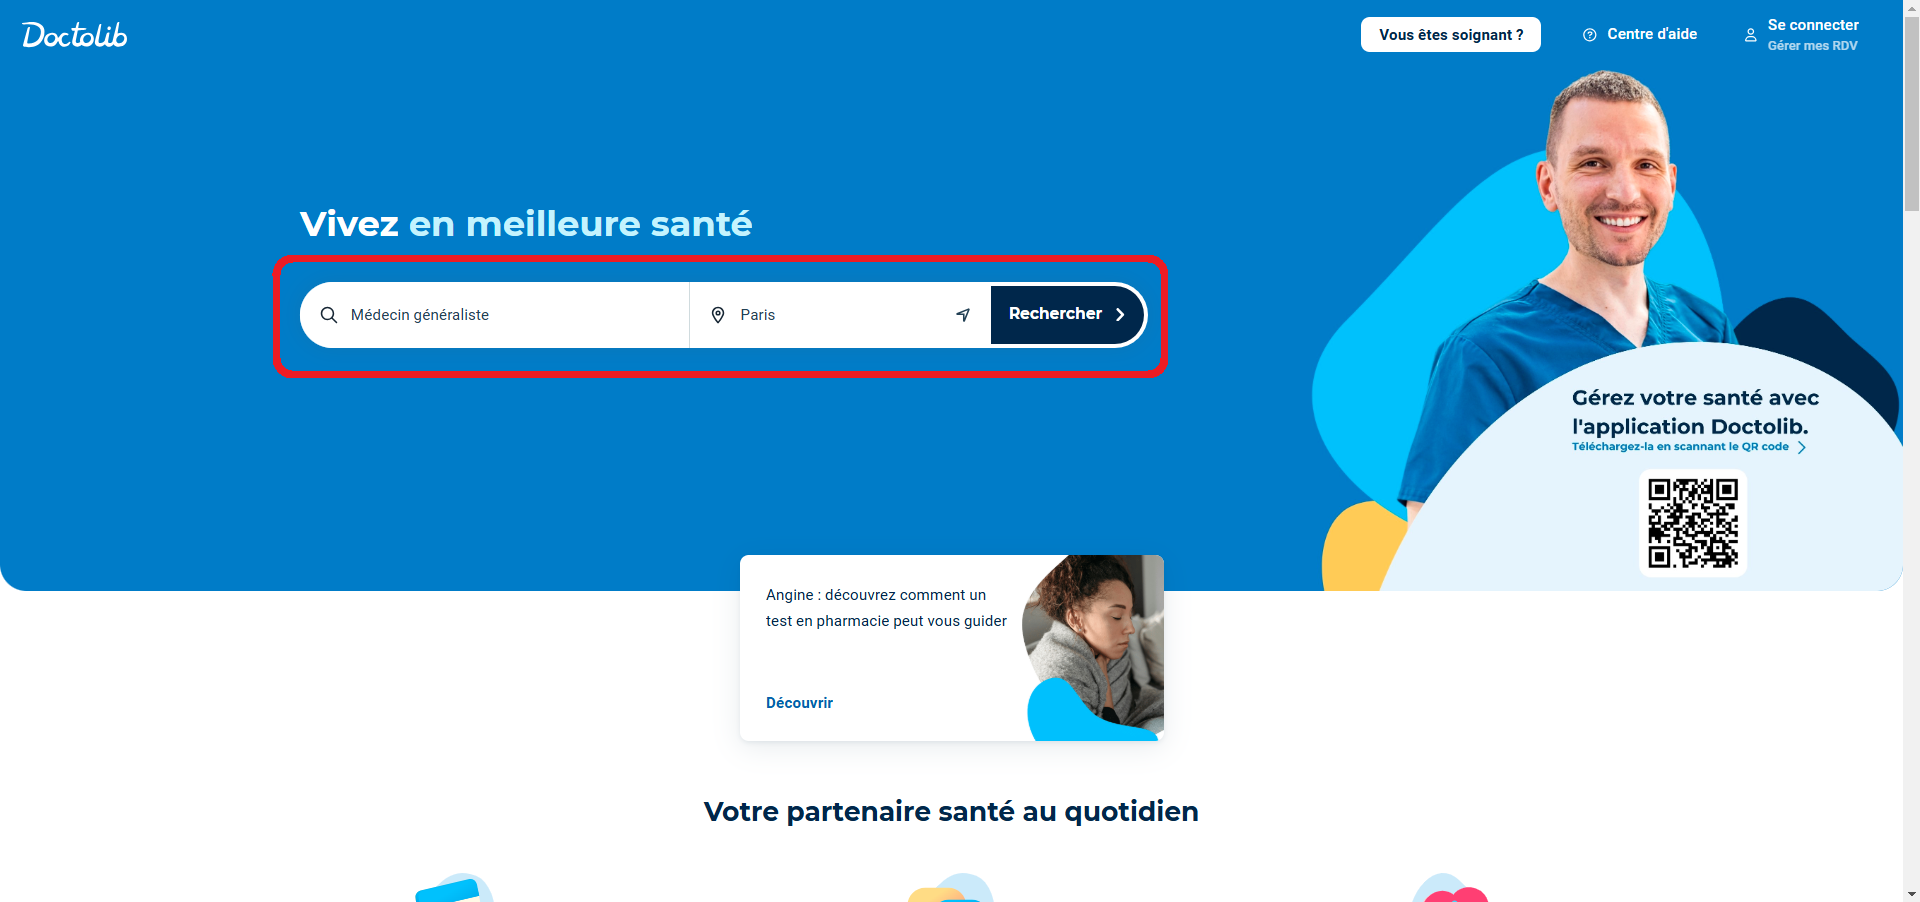 Doctolib
Vous êtes soignant ?
Centre d'aide
Se connecter
Gérer mes RDV
Vivez en meilleure santé
Médecin généraliste
Paris
Rechercher
Gérez votre santé avec
l'application Doctolib.
Téléchargez-la en scannant le QR code
Angine : découvrez comment un
test en pharmacie peut vous guider
Découvrir
Votre partenaire santé au quotidien